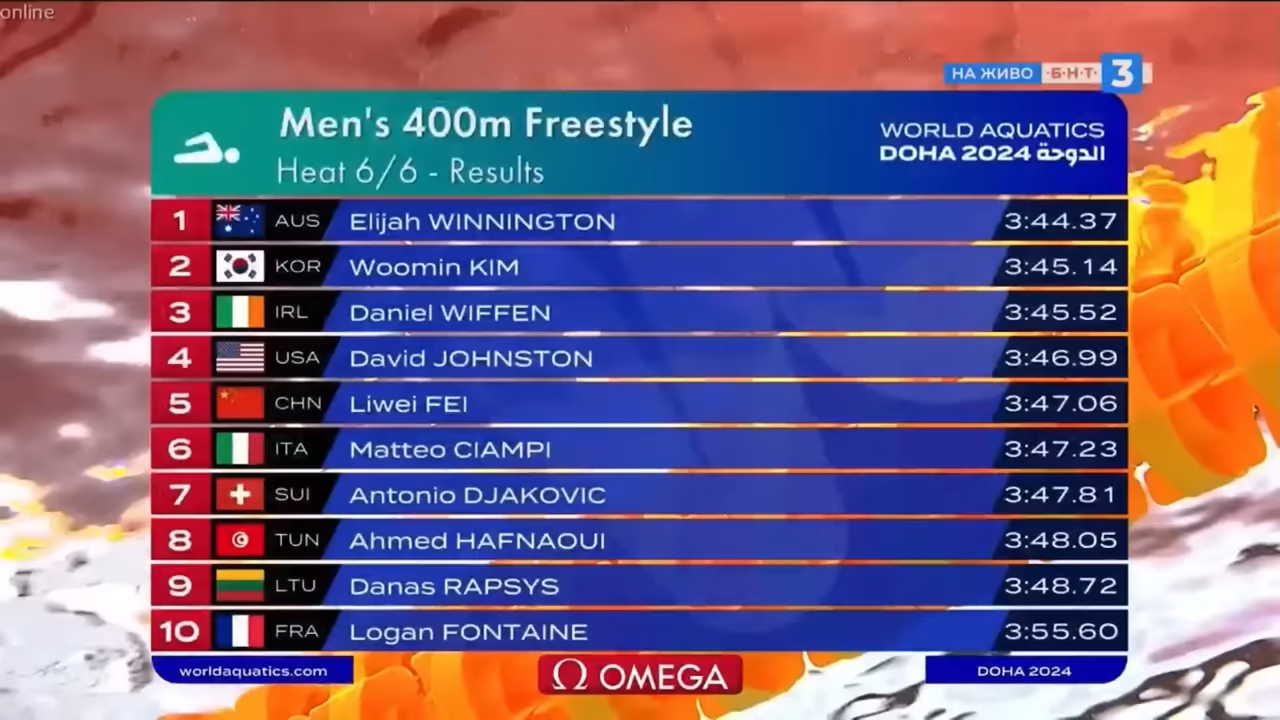 online
НА ЖИВО Б·Н·Т 3
Men's 400m Freestyle
Heat 6/6 - Results
WORLD AQUATICS
DOHA 2024 الدوحة
1 AUS Elijah WINNINGTON 3:44.37
2 KOR Woomin KIM 3:45.14
3 IRL Daniel WIFFEN 3:45.52
4 USA David JOHNSTON 3:46.99
5 CHN Liwei FEI 3:47.06
6 ITA Matteo CIAMPI 3:47.23
7 SUI Antonio DJAKOVIC 3:47.81
8 TUN Ahmed HAFNAOUI 3:48.05
9 LTU Danas RAPSYS 3:48.72
10 FRA Logan FONTAINE 3:55.60
worldaquatics.com Ω OMEGA DOHA 2024